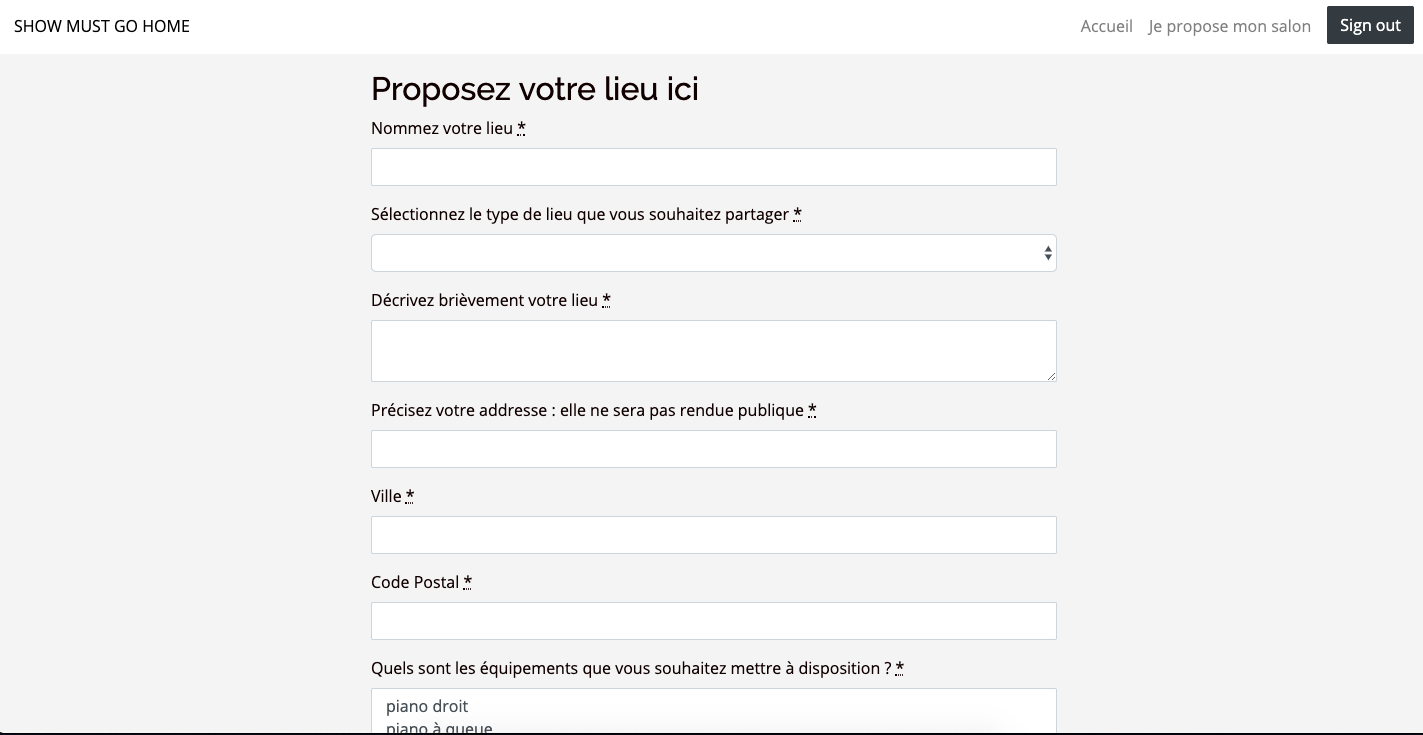 SHOW MUST GO HOME
Accueil Je propose mon salon Sign out
Proposez votre lieu ici
Nommez votre lieu *
Sélectionnez le type de lieu que vous souhaitez partager *
Décrivez brièvement votre lieu *
Précisez votre addresse : elle ne sera pas rendue publique *
Ville *
Code Postal *
Quels sont les équipements que vous souhaitez mettre à disposition ? *
piano droit
piano à queue